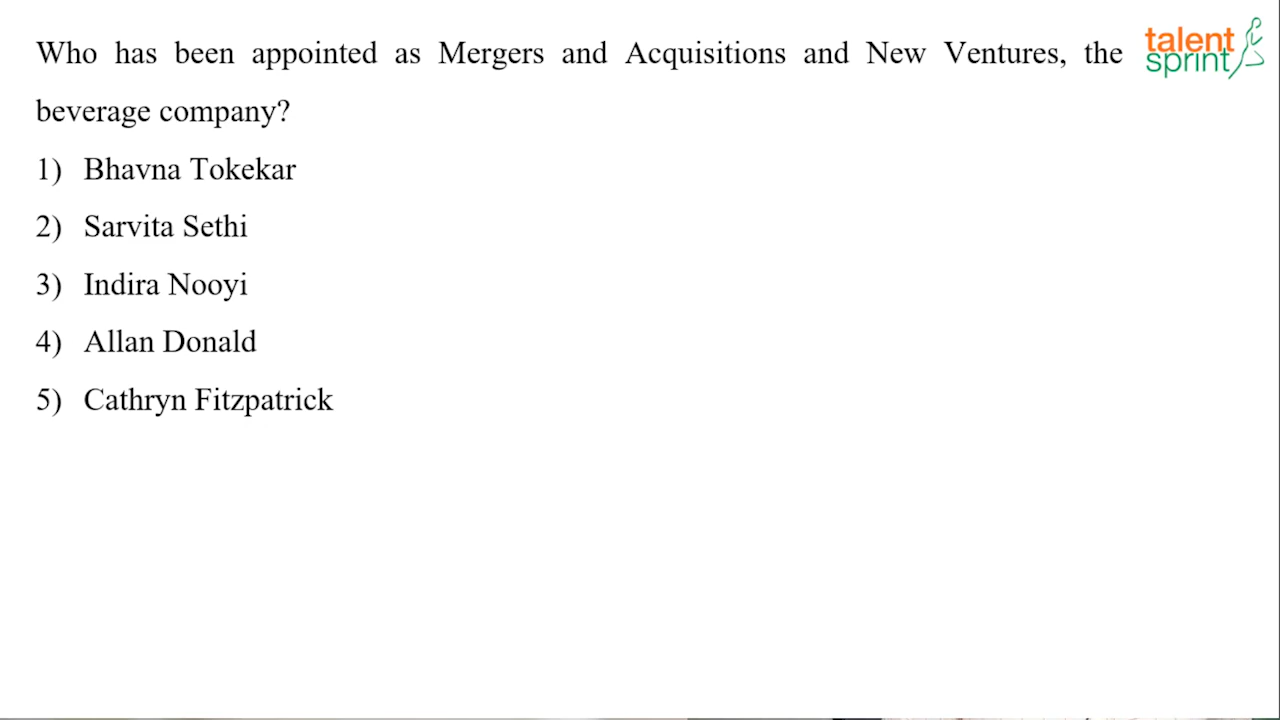 Who has been appointed as Mergers and Acquisitions and New Ventures, the
talent
sprint
beverage company?
1) Bhavna Tokekar
2) Sarvita Sethi
3) Indira Nooyi
4) Allan Donald
5) Cathryn Fitzpatrick